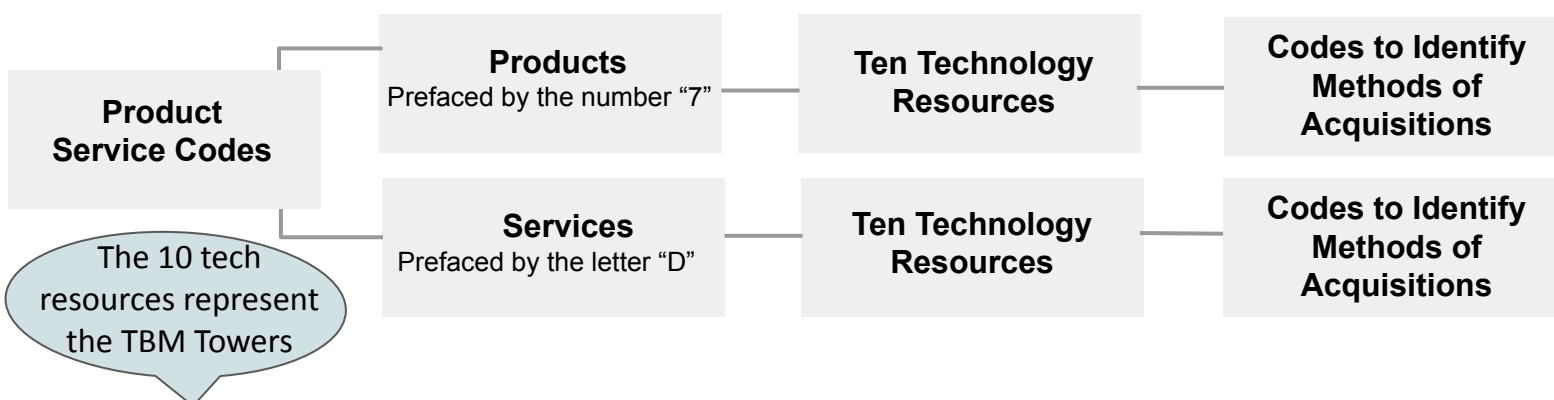 Product
Service Codes
Products
Prefaced by the number “7”
Ten Technology
Resources
Codes to Identify
Methods of
Acquisitions
Services
Prefaced by the letter “D”
Ten Technology
Resources
Codes to Identify
Methods of
Acquisitions
The 10 tech
resources represent
the TBM Towers